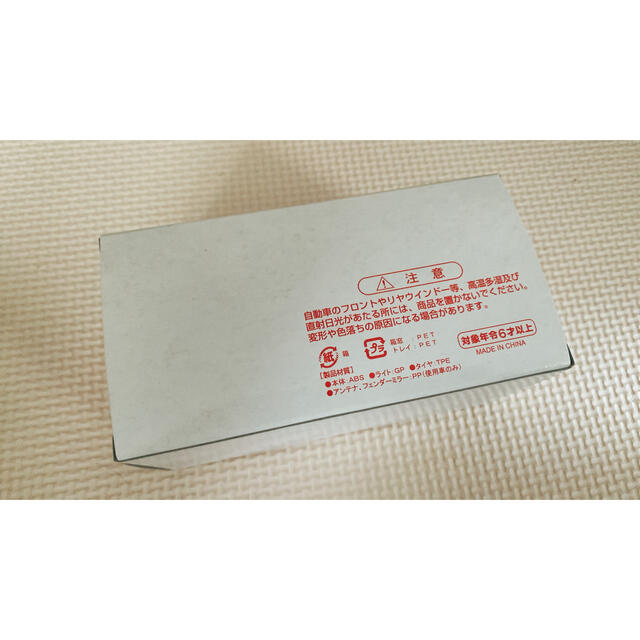 注意
自動車のフロントやリヤウインドー等、高温多湿及び
直射日光があたる所には、商品を置かないでください。
変形や色落ちの原因になる場合があります。
紙 箱 プラ 箱窓 : PET
トレイ : PET
対象年令6才以上
MADE IN CHINA
【製品材質】
●本体:ABS ●ライト:GP ●タイヤ:TPE
●アンテナ、フェンダーミラー:PP(使用車のみ)